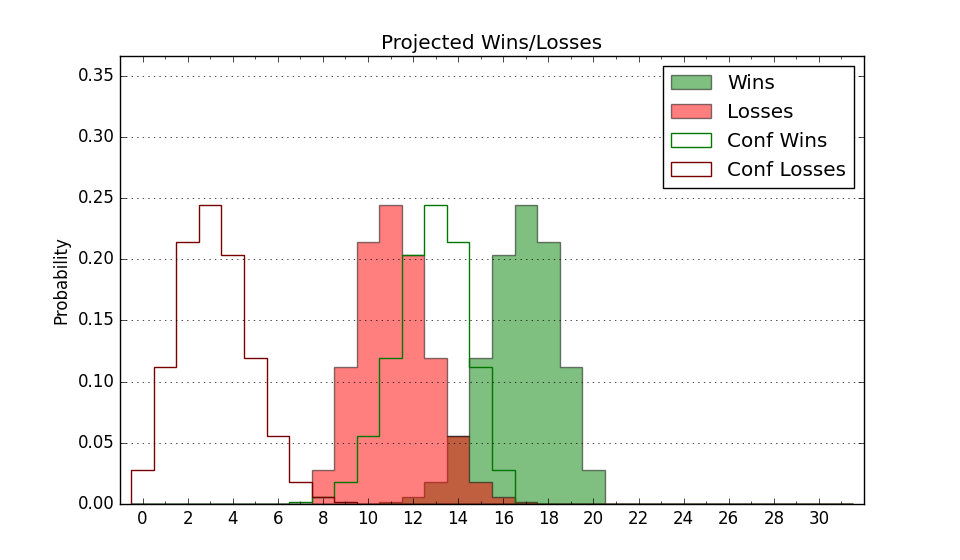 Projected Wins/Losses
0.35
0.30
0.25
0.20
0.15
0.10
0.05
0.00
Probability
Wins
Losses
Conf Wins
Conf Losses
0 2 4 6 8 10 12 14 16 18 20 22 24 26 28 30